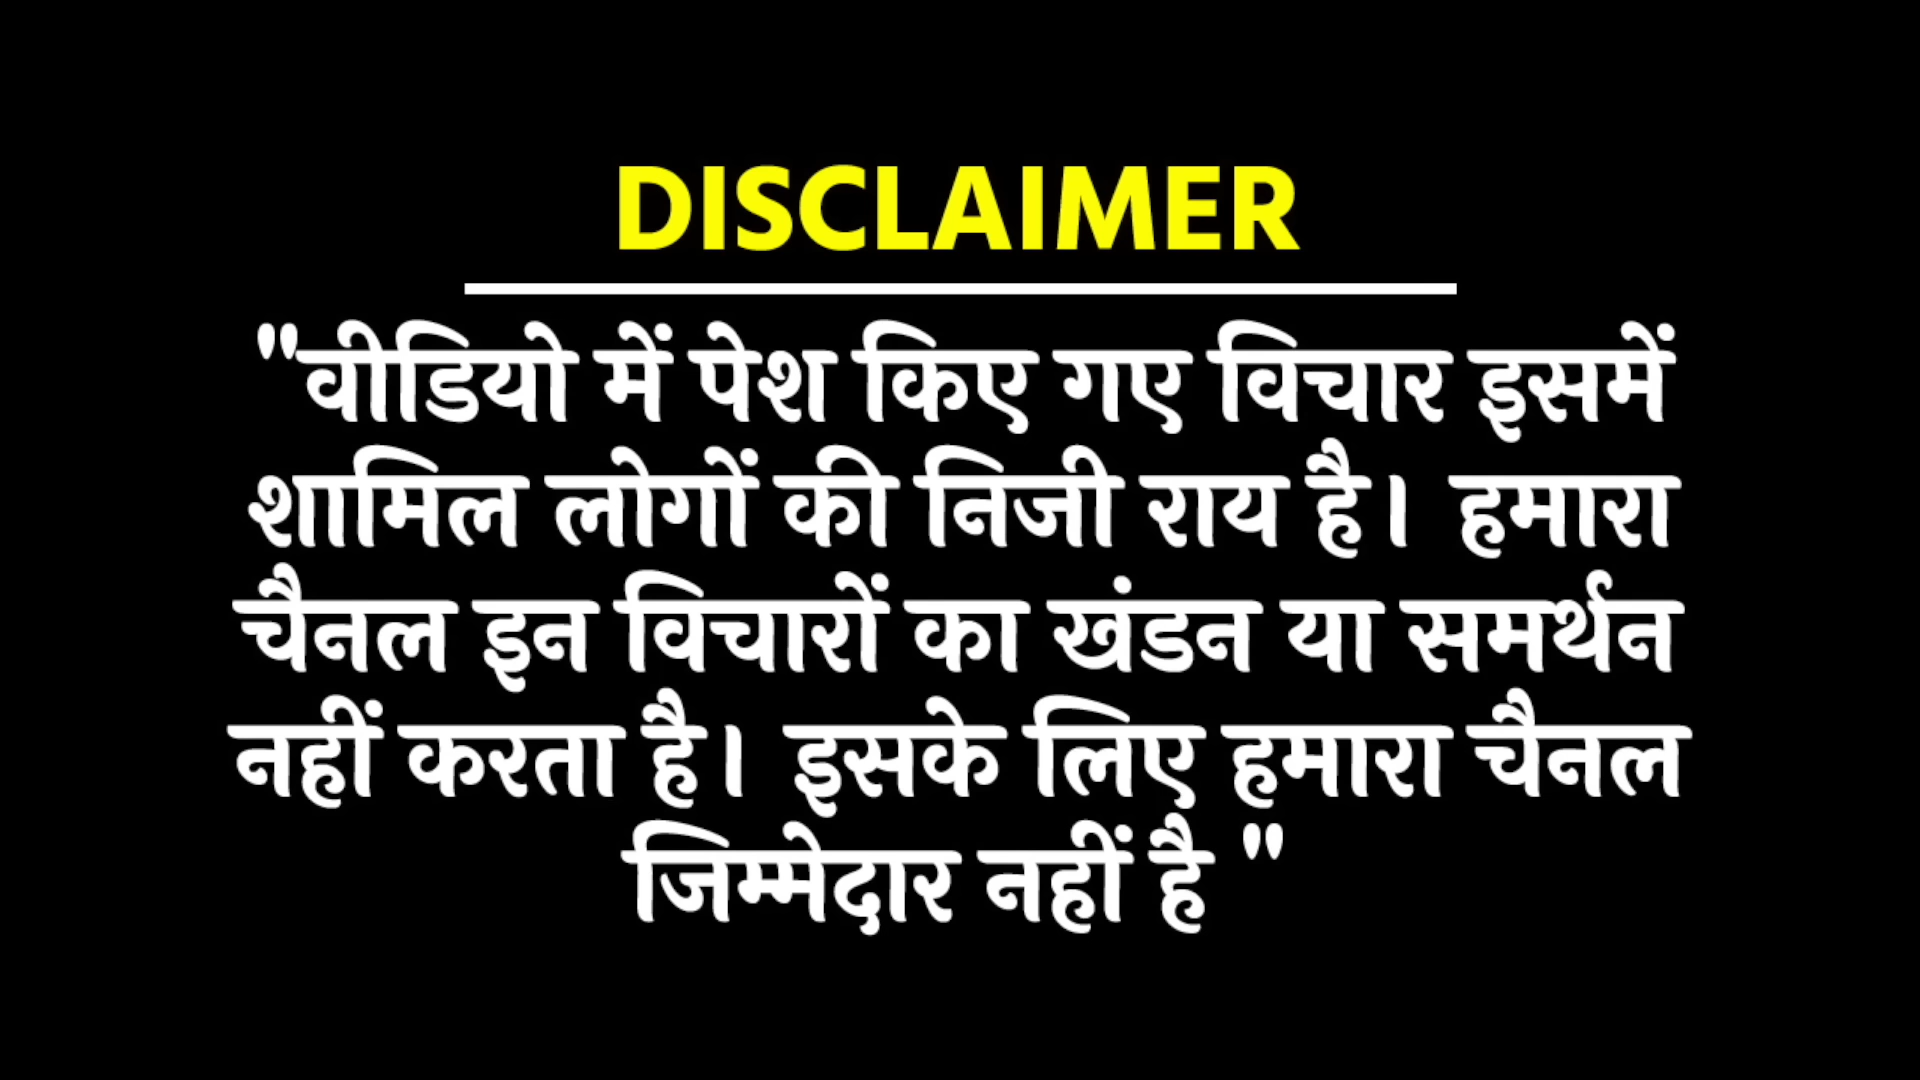 DISCLAIMER
"वीडियो में पेश किए गए विचार इसमें
शामिल लोगों की निजी राय है। हमारा
चैनल इन विचारों का खंडन या समर्थन
नहीं करता है। इसके लिए हमारा चैनल
जिम्मेदार नहीं है "